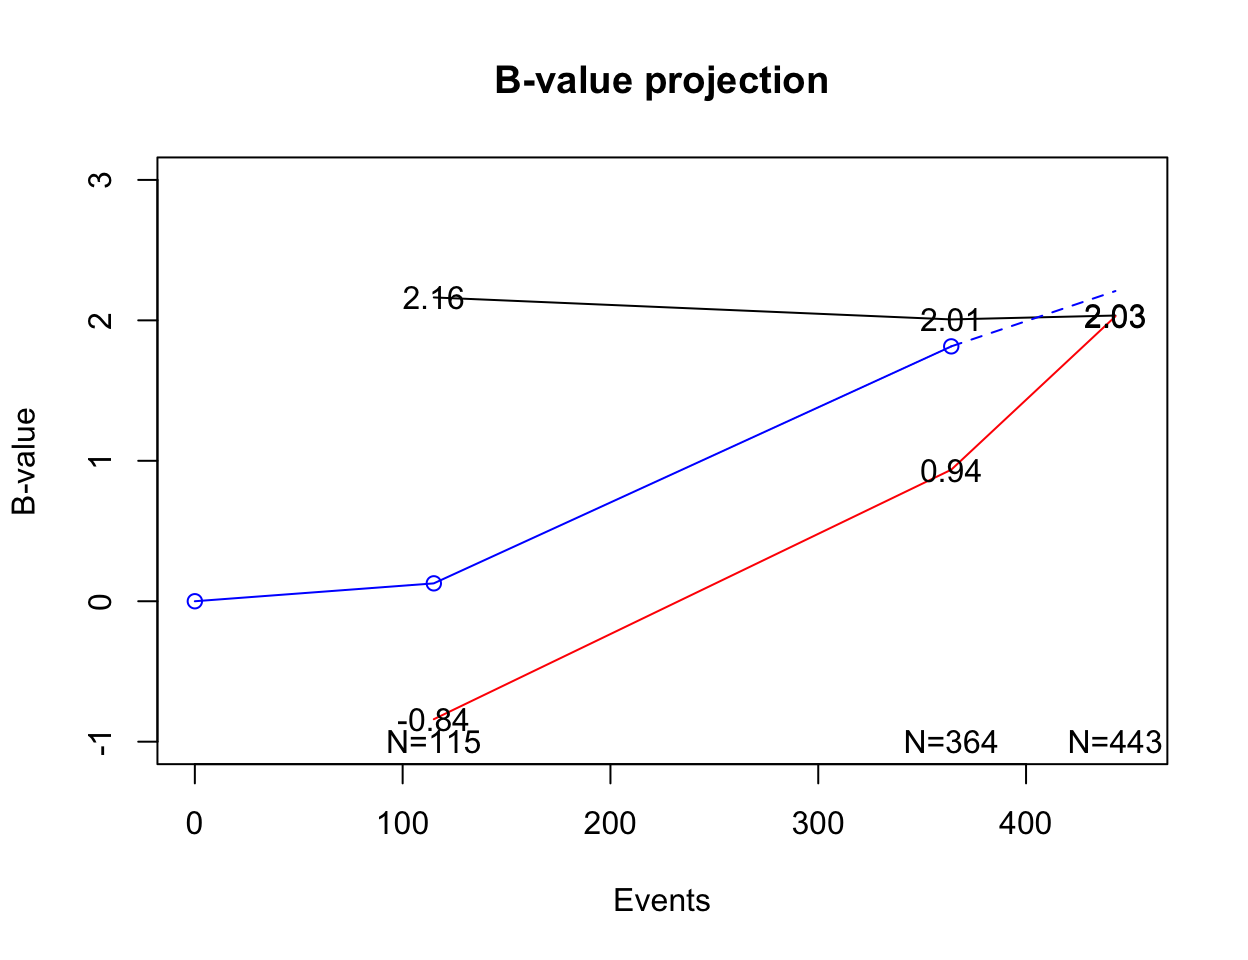 B-value projection
3
2
1
0
-1
B-value
2.16
2.01
2.03
0.94
-0.84
N=115
N=364
N=443
0
100
200
300
400
Events